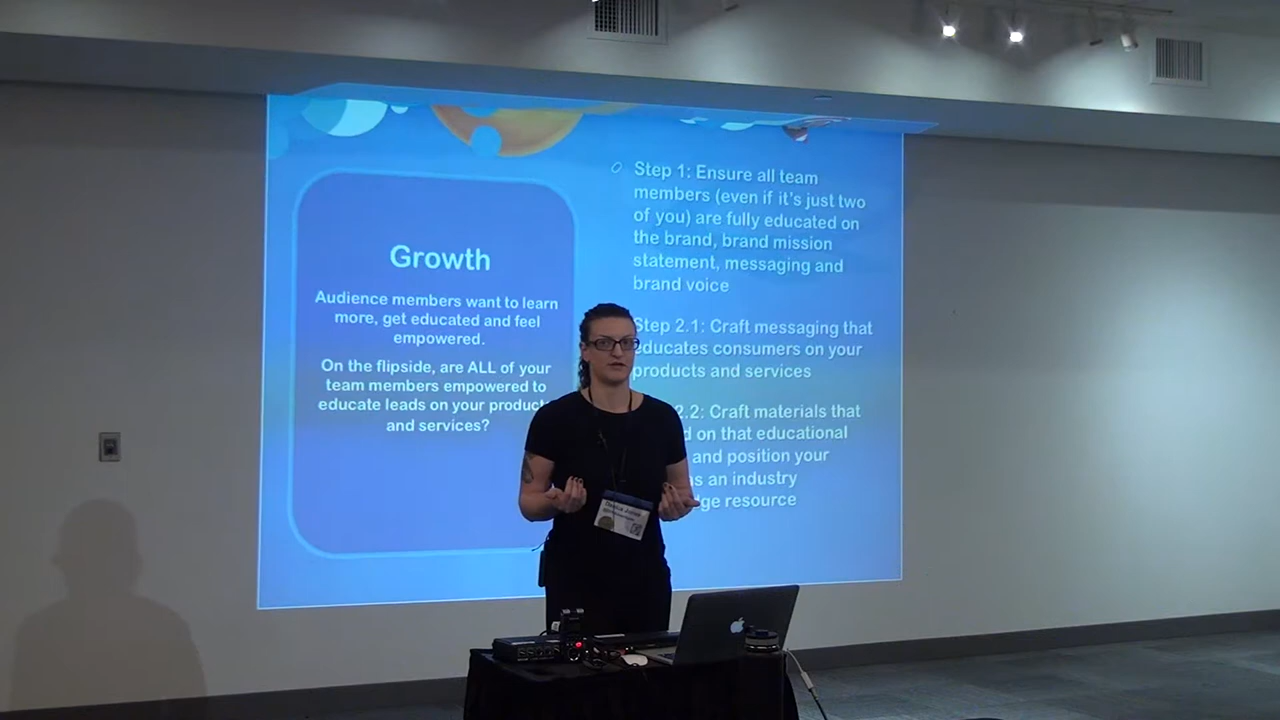 Growth
Audience members want to learn
more, get educated and feel
empowered.
On the flipside, are ALL of your
team members empowered to
educate leads on your product
and services?
Step 1: Ensure all team
members (even if it's just two
of you) are fully educated on
the brand, brand mission
statement, messaging and
brand voice
Step 2.1: Craft messaging that
educates consumers on your
products and services
2.2: Craft materials that
d on that educational
and position your
as an industry
ge resource